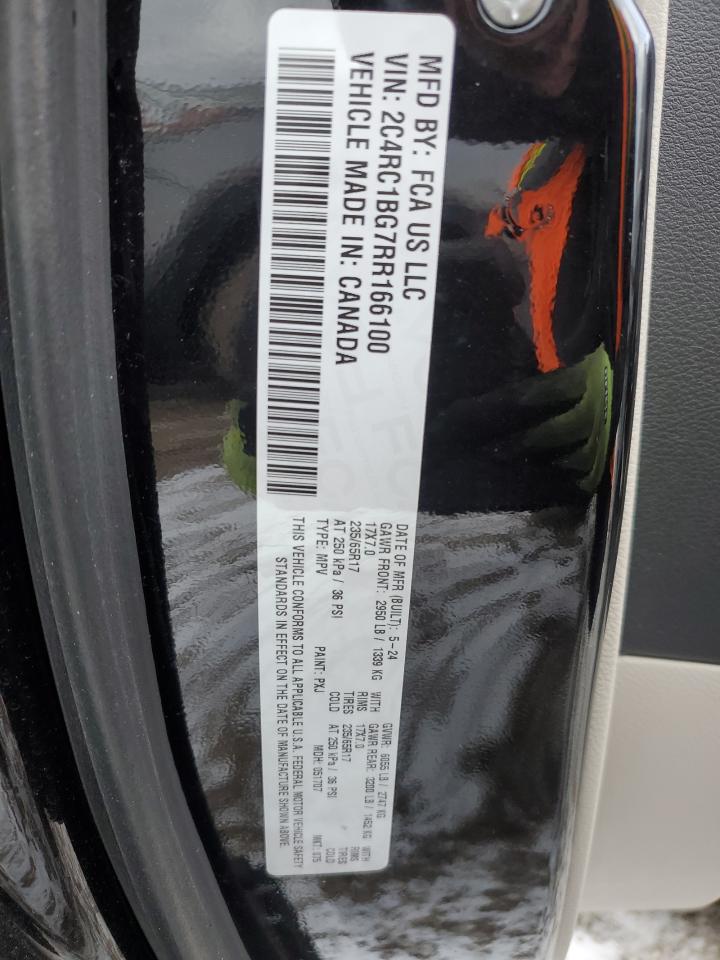 MFD BY: FCA US LLC
VIN: 2C4RC1BG7RR166100
VEHICLE MADE IN: CANADA
DATE OF MFR (BUILT): 5-24 GVWR: 6055 LB / 2747 KG
GAWR FRONT: 2950 LB / 1339 KG WITH GAWR REAR: 3200 LB / 1452 KG WITH
17X7.0 RIMS 17X7.0 RIMS
235/65R17 TIRES 235/65R17 TIRES
AT 250 kPa / 36 PSI COLD AT 250 kPa / 36 PSI COLD
TYPE: MPV PAINT: PXJ MDH: 051707 MKT: U75
THIS VEHICLE CONFORMS TO ALL APPLICABLE U.S.A. FEDERAL MOTOR VEHICLE SAFETY
STANDARDS IN EFFECT ON THE DATE OF MANUFACTURE SHOWN ABOVE.